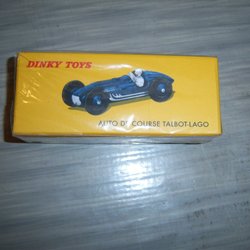 DINKY TOYS
AUTO DE COURSE TALBOT-LAGO